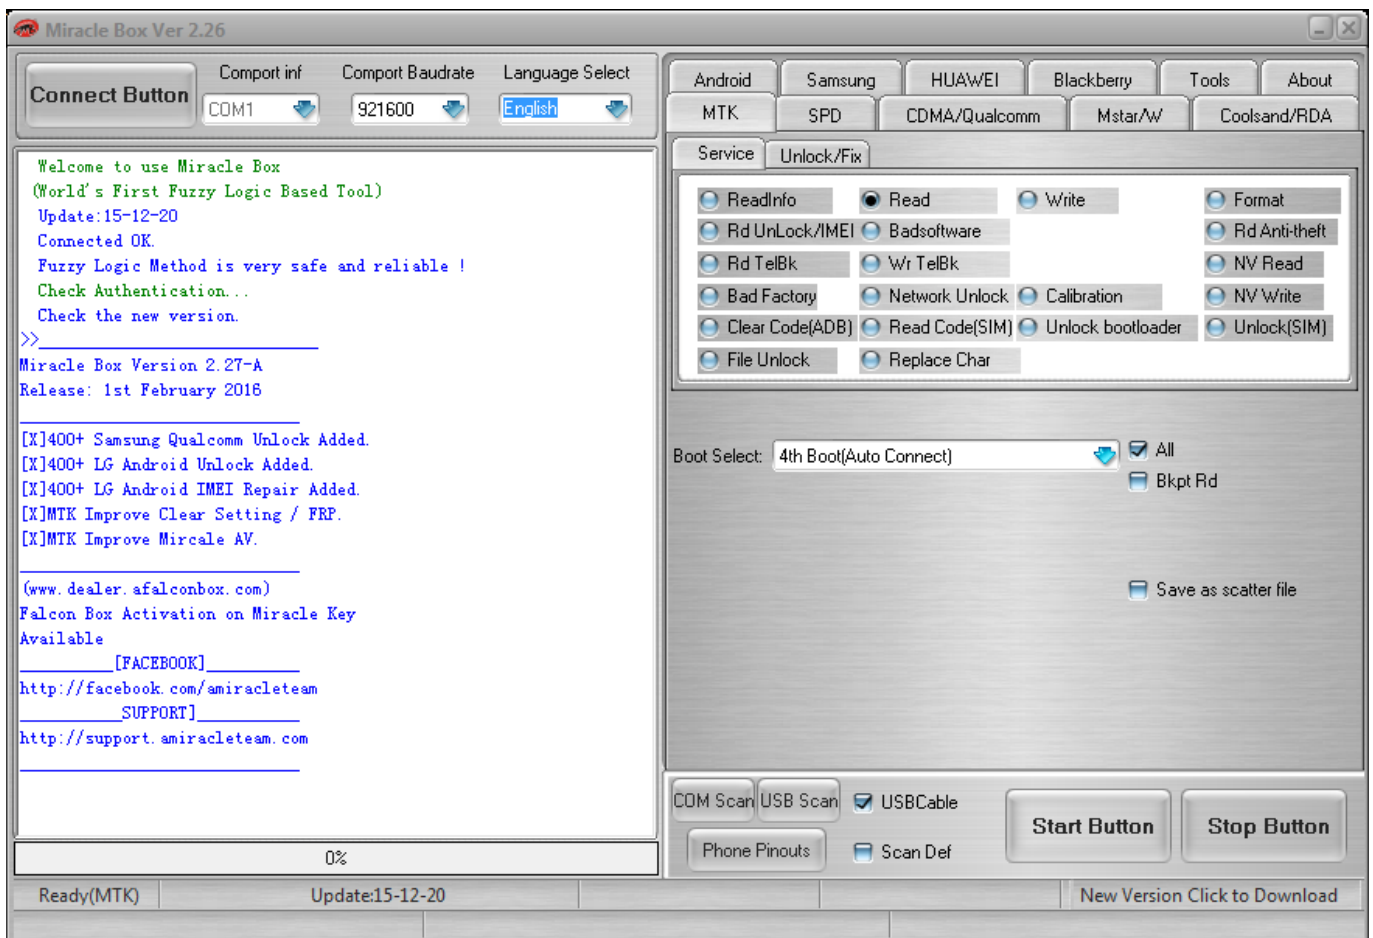 Miracle Box Ver 2.26
Connect Button
Comport inf
Comport Baudrate
Language Select
COM1
921600
English
Welcome to use Miracle Box
(World's First Fuzzy Logic Based Tool)
Update:15-12-20
Connected OK.
Fuzzy Logic Method is very safe and reliable !
Check Authentication...
Check the new version.
>>______________________________
Miracle Box Version 2.27-A
Release: 1st February 2016
______________________________
[X]400+ Samsung Qualcomm Unlock Added.
[X]400+ LG Android Unlock Added.
[X]400+ LG Android IMEI Repair Added.
[X]MTK Improve Clear Setting / FRP.
[X]MTK Improve Mircale AV.
______________________________
(www.dealer.afalconbox.com)
Falcon Box Activation on Miracle Key
Available
__________[FACEBOOK]__________
http://facebook.com/amiracleteam
___________SUPPORT]___________
http://support.amiracleteam.com
______________________________
0%
Android Samsung HUAWEI Blackberry Tools About
MTK SPD CDMA/Qualcomm Mstar/W Coolsand/RDA
Service Unlock/Fix
ReadInfo Read Write Format
Rd UnLock/IMEI Badsoftware Rd Anti-theft
Rd TelBk Wr TelBk NV Read
Bad Factory Network Unlock Calibration NV Write
Clear Code(ADB) Read Code(SIM) Unlock bootloader Unlock(SIM)
File Unlock Replace Char
Boot Select: 4th Boot(Auto Connect) All
Bkpt Rd
Save as scatter file
COM Scan USB Scan USBCable
Phone Pinouts Scan Def
Start Button Stop Button
Ready(MTK) Update:15-12-20 New Version Click to Download